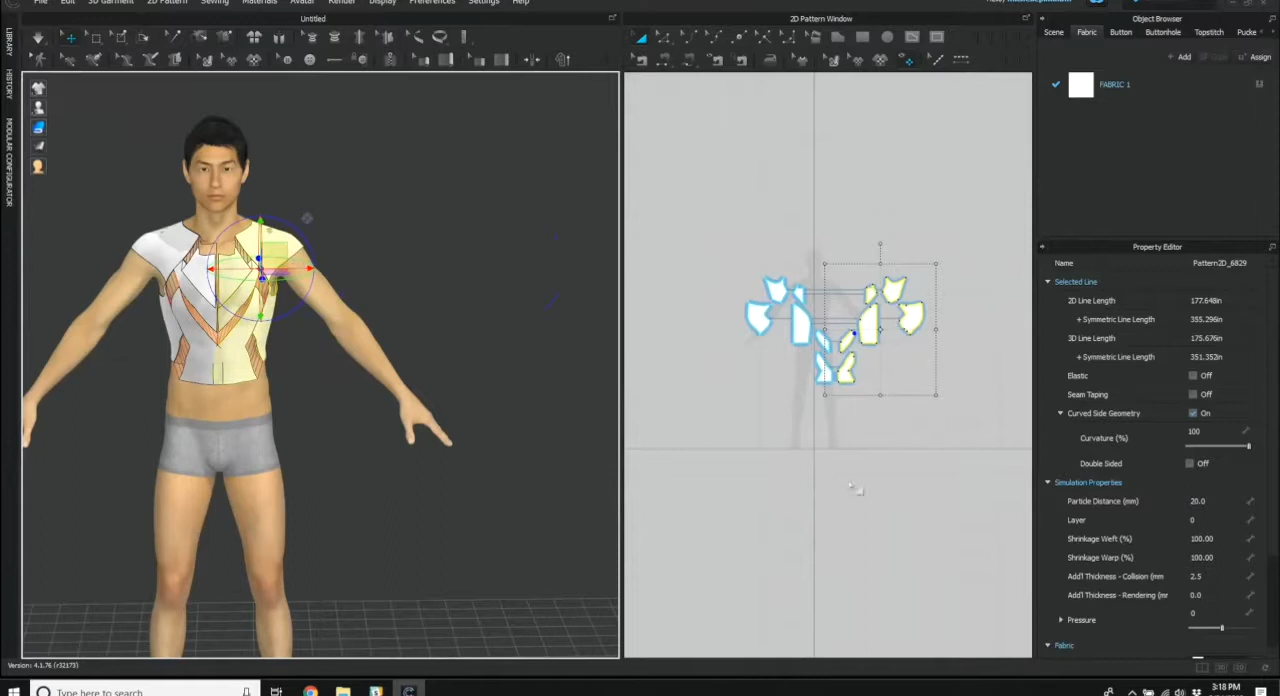 File Edit 3D Garment 2D Pattern Sewing Materials Avatar Render Display Preferences Settings Help
Untitled
2D Pattern Window
Object Browser
Scene Fabric Button Buttonhole Topstitch Pucke
Add Assign
FABRIC 1
LIBRARY
HISTORY
MODULAR CONFIGURATOR
Property Editor
Name Pattern2D_6829
Selected Line
2D Line Length 177.648in
+ Symmetric Line Length 355.296in
3D Line Length 175.676in
+ Symmetric Line Length 351.352in
Elastic Off
Seam Taping Off
Curved Side Geometry On
Curvature (%) 100
Double Sided Off
Simulation Properties
Particle Distance (mm) 20.0
Layer 0
Shrinkage Weft (%) 100.00
Shrinkage Warp (%) 100.00
Add'l Thickness - Collision (mm 2.5
Add'l Thickness - Rendering (mr 0.0
Pressure 0
Fabric
Version: 4.1.76 (r32173)
Type here to search
3:18 PM